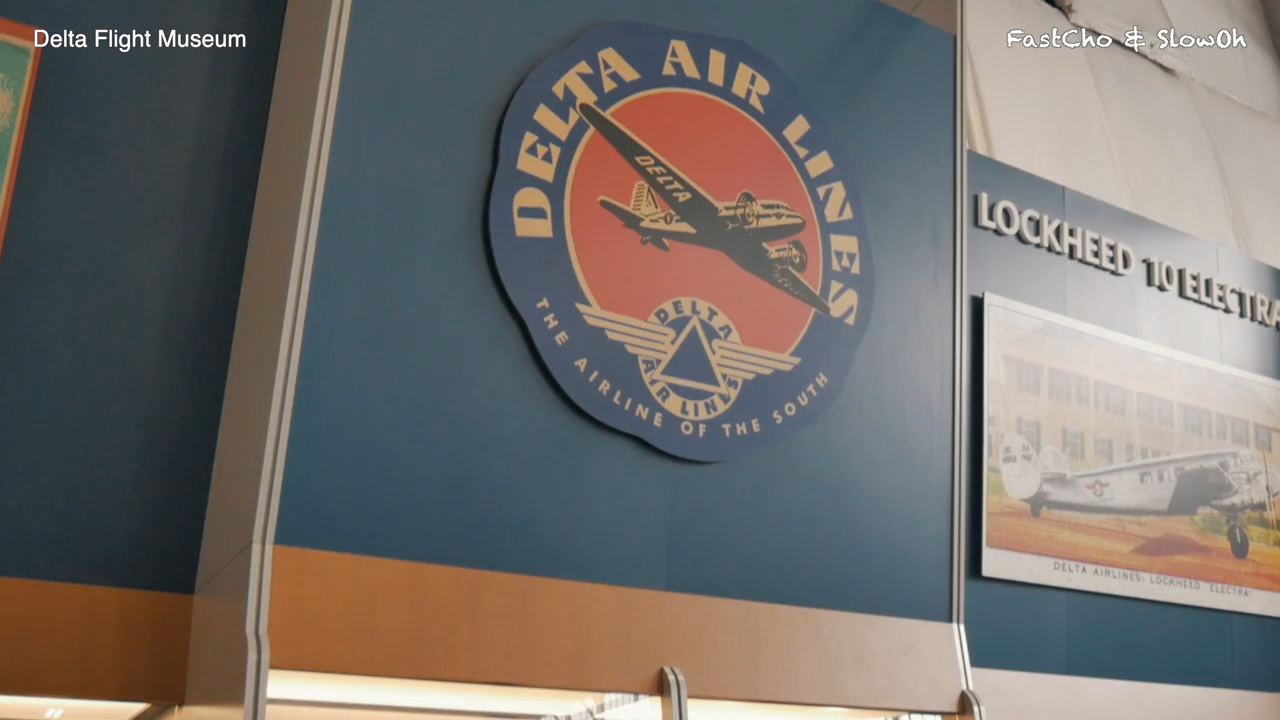 Delta Flight Museum
FastCho & SlowOh
DELTA AIR LINES
DELTA
DELTA
AIR LINES
THE AIRLINE OF THE SOUTH
LOCKHEED 10 ELECTRA
DELTA AIRLINES: LOCKHEED "ELECTRA"